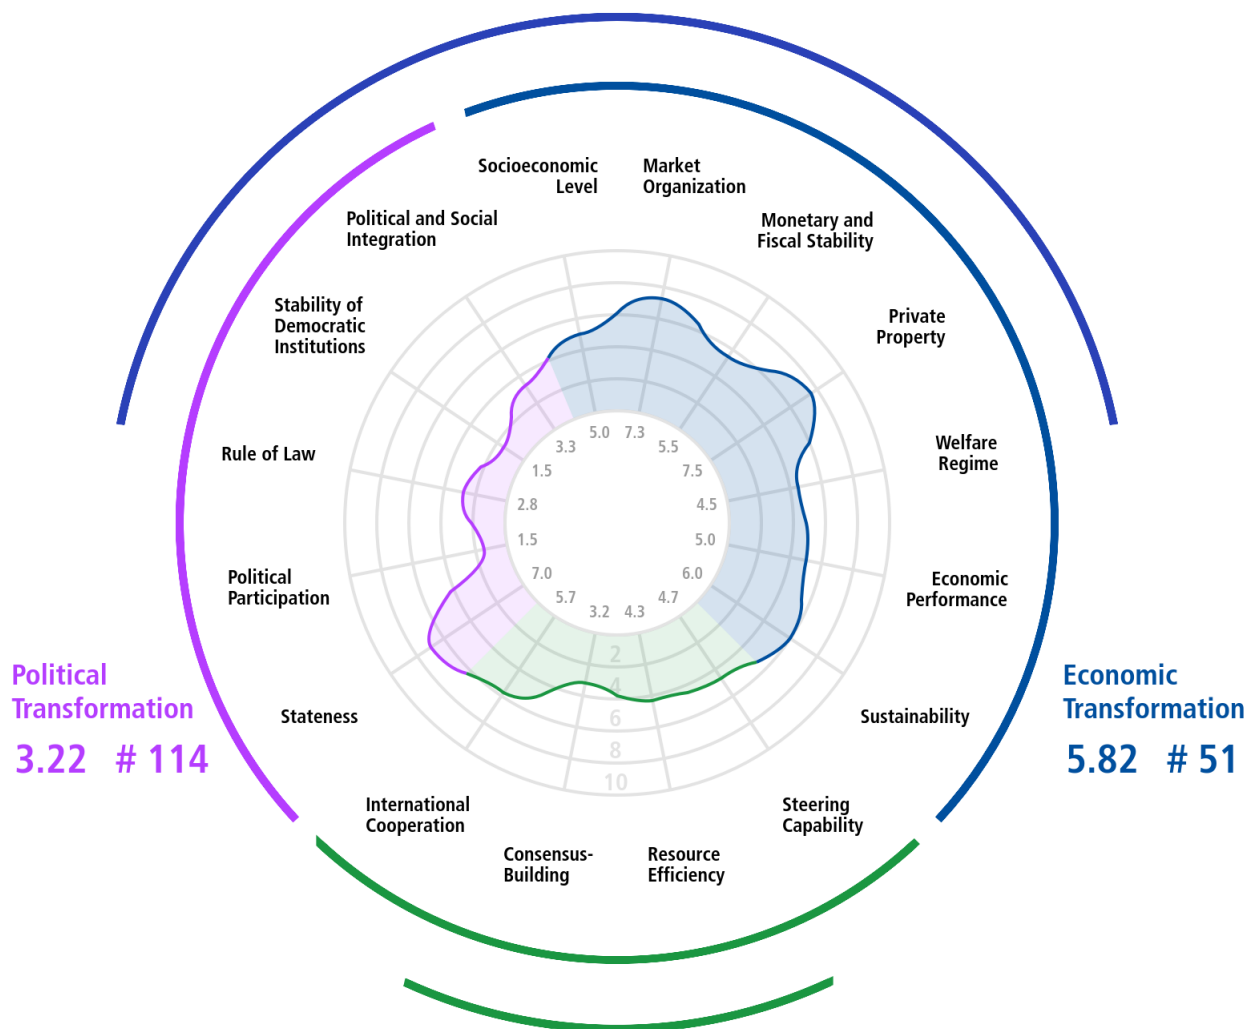 Socioeconomic
Level
Market
Organization
Political and Social
Integration
Monetary and
Fiscal Stability
Stability of
Democratic
Institutions
Private
Property
Rule of Law
Welfare
Regime
Political
Participation
Economic
Performance
Stateness
Sustainability
International
Cooperation
Steering
Capability
Consensus-
Building
Resource
Efficiency
5.0
7.3
3.3
5.5
1.5
7.5
2.8
4.5
1.5
5.0
7.0
6.0
5.7
4.7
3.2
4.3
2
4
6
8
10
Political
Transformation
3.22 # 114
Economic
Transformation
5.82 # 51